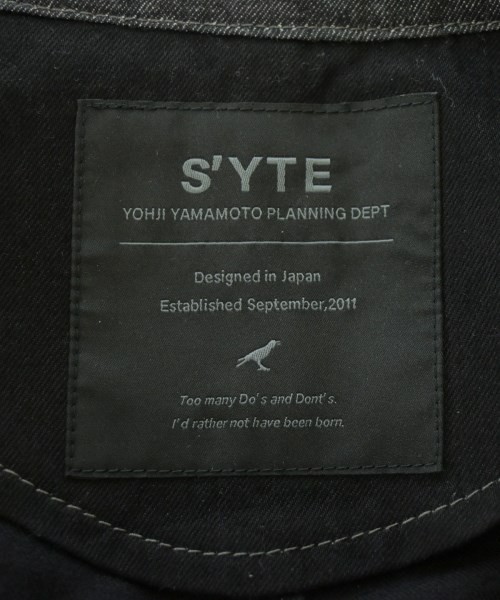 S'YTE
YOHJI YAMAMOTO PLANNING DEPT
Designed in Japan
Established September,2011
Too many Do's and Dont's.
I'd rather not have been born.